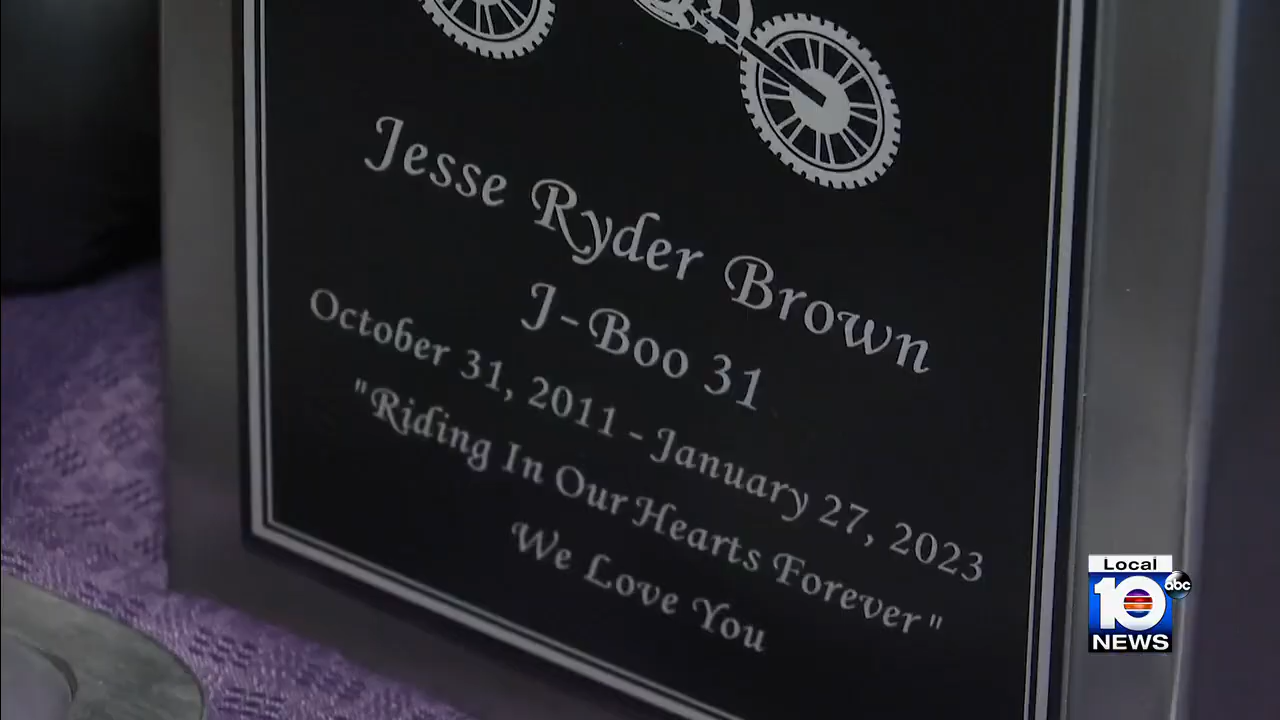 Jesse Ryder Brown
J-Boo 31
October 31, 2011 - January 27, 2023
"Riding In Our Hearts Forever"
We Love You
Local
10
abc
NEWS